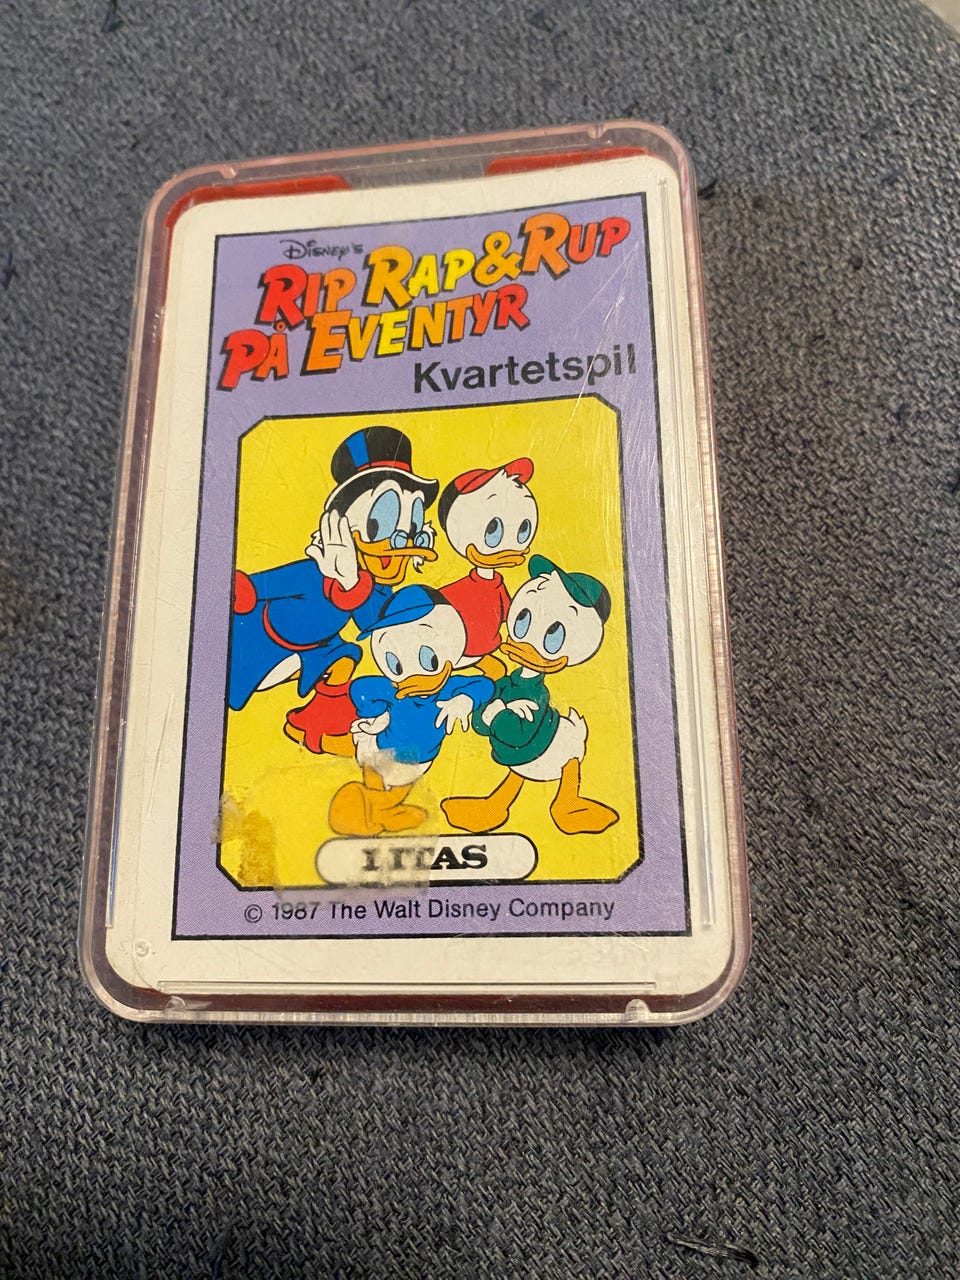 Disney's
RIP RAP & RUP
PÅ EVENTYR
Kvartetspil
© 1987 The Walt Disney Company